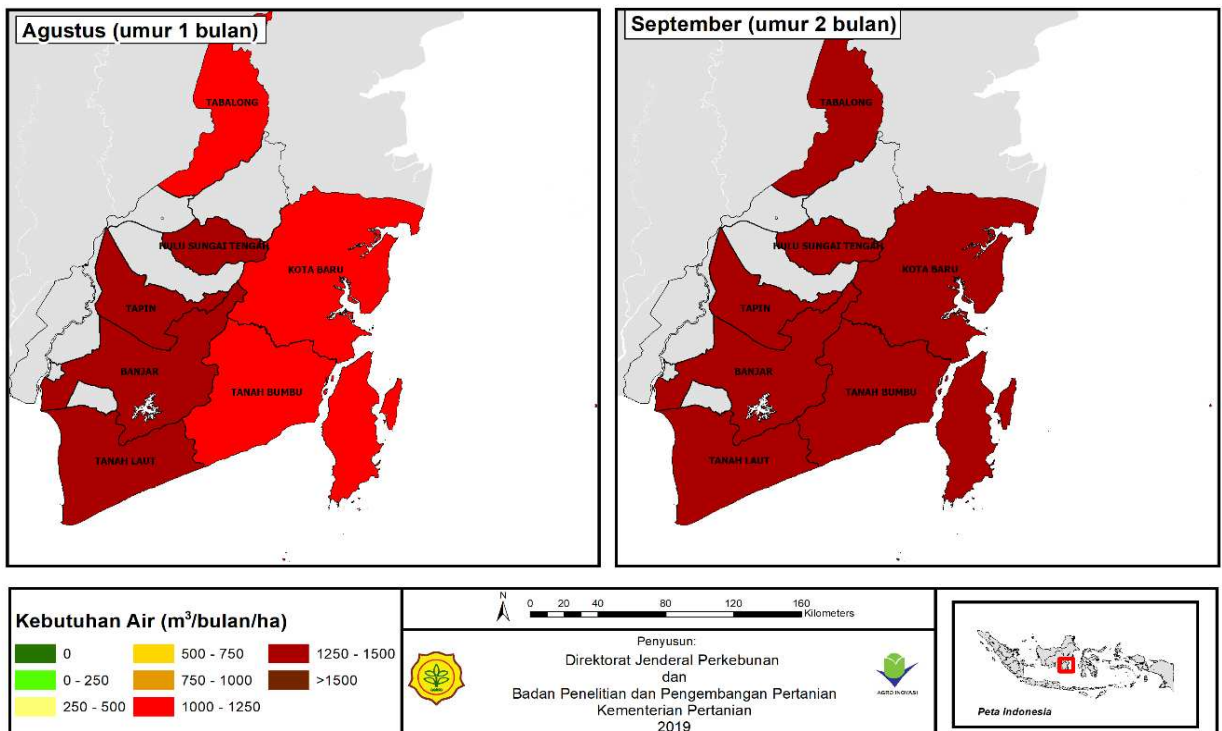 Agustus (umur 1 bulan)
TABALONG
HULU SUNGAI TENGAH
KOTA BARU
TAPIN
BANJAR
TANAH BUMBU
TANAH LAUT
September (umur 2 bulan)
TABALONG
HULU SUNGAI TENGAH
KOTA BARU
TAPIN
BANJAR
TANAH BUMBU
TANAH LAUT
Kebutuhan Air (m³/bulan/ha)
0
0 - 250
250 - 500
500 - 750
750 - 1000
1000 - 1250
1250 - 1500
>1500
N
0 20 40 80 120 160
Kilometers
Penyusun:
Direktorat Jenderal Perkebunan
dan
Badan Penelitian dan Pengembangan Pertanian
Kementerian Pertanian
2019
AGRO INOVASI
Peta Indonesia